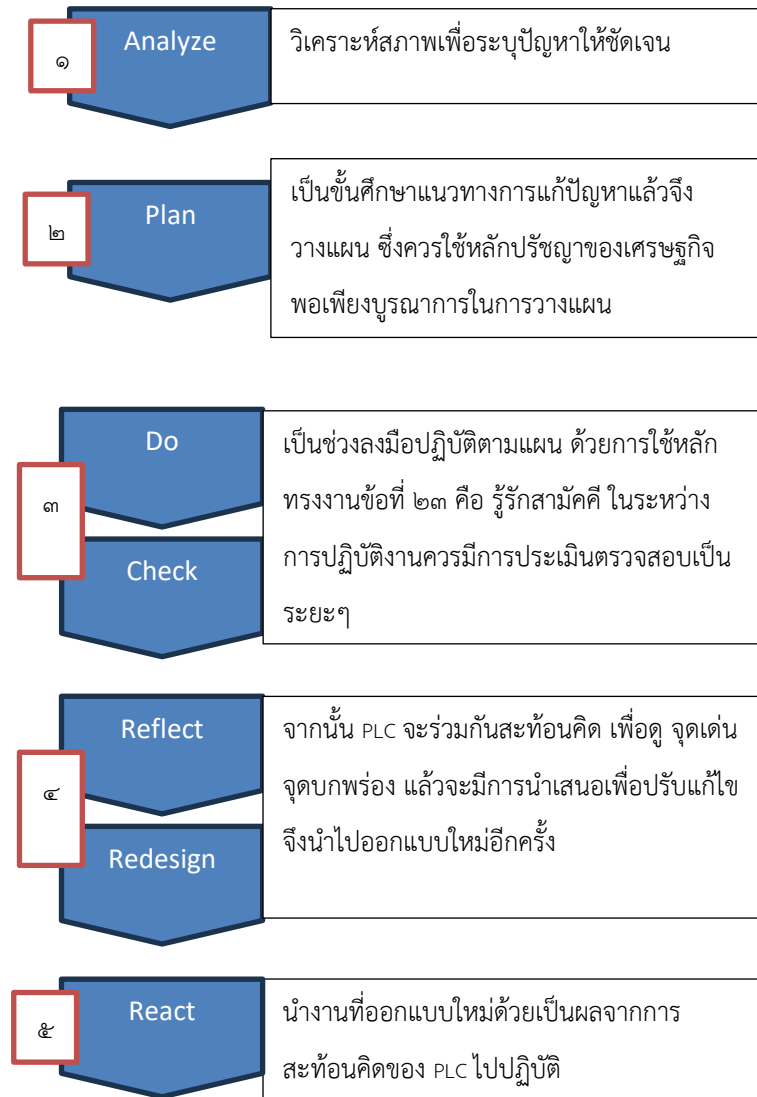 ๑
Analyze
วิเคราะห์สภาพเพื่อระบุปัญหาให้ชัดเจน
๒
Plan
เป็นขั้นศึกษาแนวทางการแก้ปัญหาแล้วจึง
วางแผน ซึ่งควรใช้หลักปรัชญาของเศรษฐกิจ
พอเพียงบูรณาการในการวางแผน
๓
Do
Check
เป็นช่วงลงมือปฏิบัติตามแผน ด้วยการใช้หลัก
ทรงงานข้อที่ ๒๓ คือ รู้รักสามัคคี ในระหว่าง
การปฏิบัติงานควรมีการประเมินตรวจสอบเป็น
ระยะๆ
๔
Reflect
Redesign
จากนั้น PLC จะร่วมกันสะท้อนคิด เพื่อดู จุดเด่น
จุดบกพร่อง แล้วจะมีการนำเสนอเพื่อปรับแก้ไข
จึงนำไปออกแบบใหม่อีกครั้ง
๕
React
นำงานที่ออกแบบใหม่ด้วยเป็นผลจากการ
สะท้อนคิดของ PLC ไปปฏิบัติ